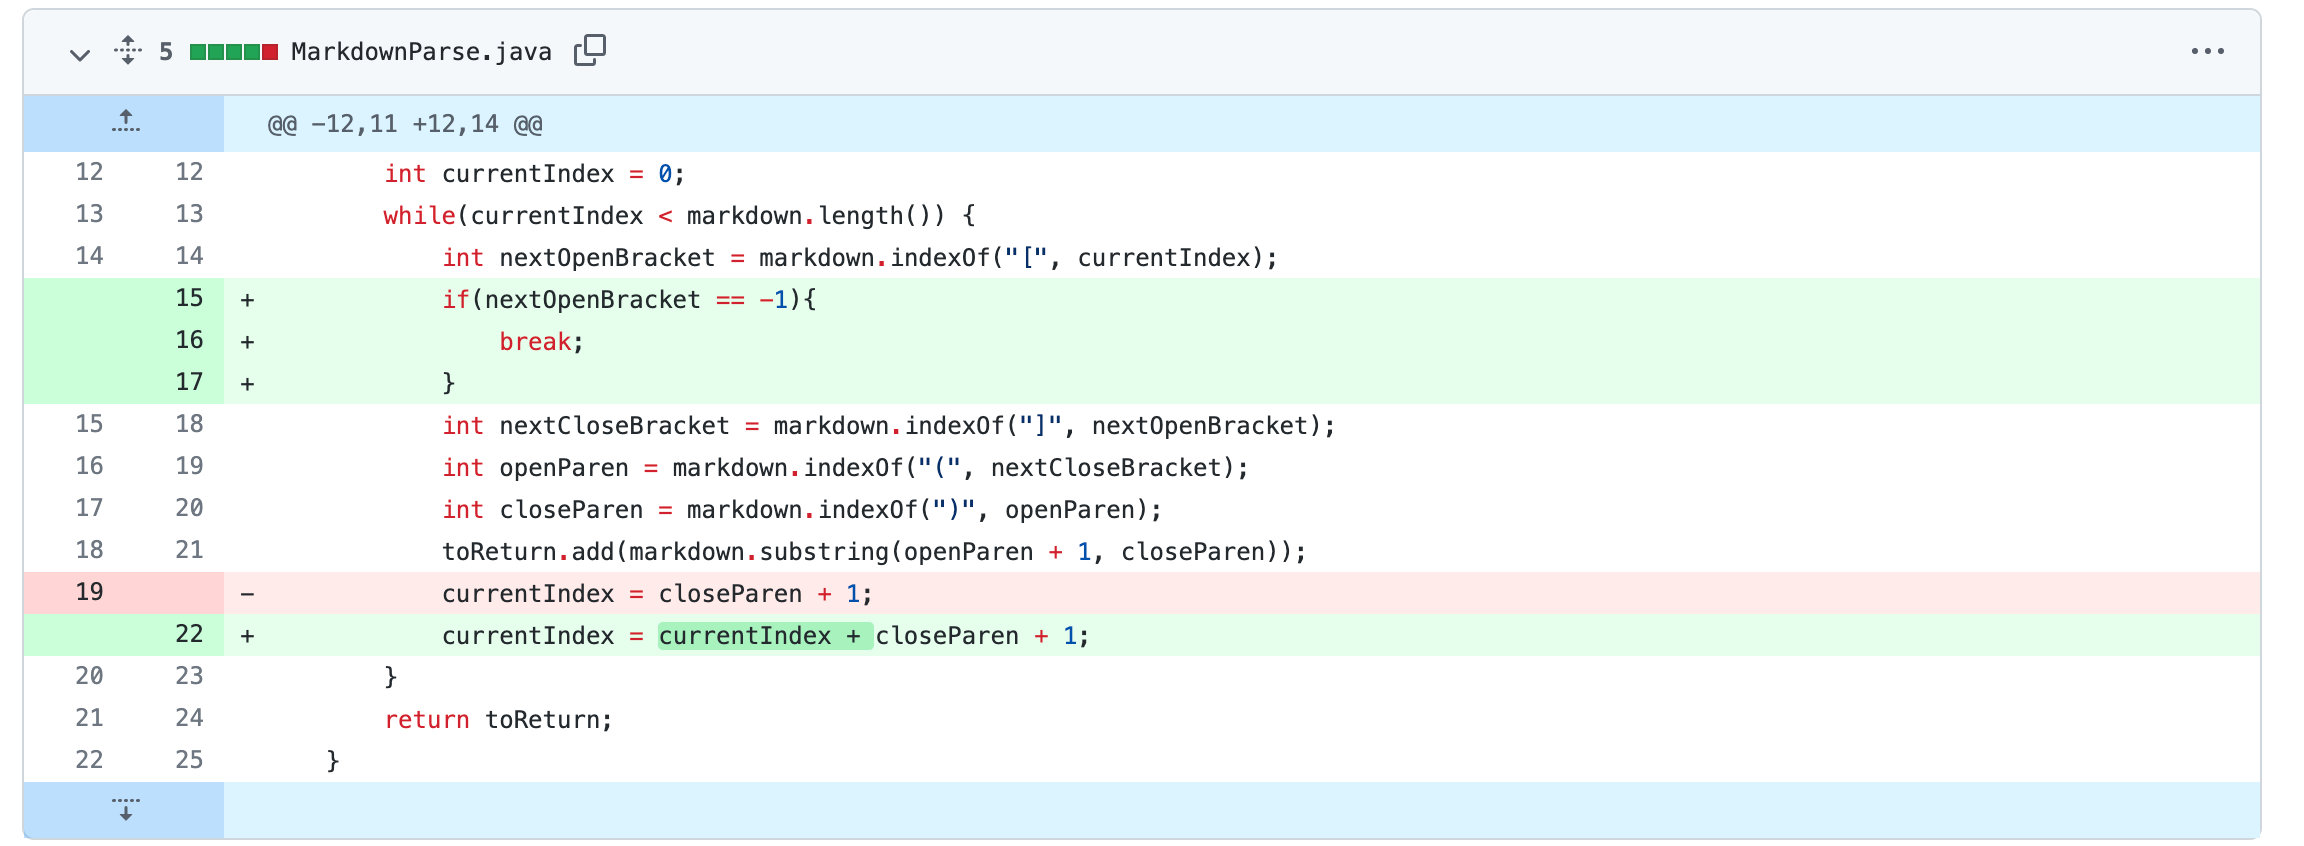 5 MarkdownParse.java
@@ -12,11 +12,14 @@
12 12 int currentIndex = 0;
13 13 while(currentIndex < markdown.length()) {
14 14 int nextOpenBracket = markdown.indexOf("[", currentIndex);
15 + if(nextOpenBracket == -1){
16 + break;
17 + }
15 18 int nextCloseBracket = markdown.indexOf("]", nextOpenBracket);
16 19 int openParen = markdown.indexOf("(", nextCloseBracket);
17 20 int closeParen = markdown.indexOf(")", openParen);
18 21 toReturn.add(markdown.substring(openParen + 1, closeParen));
19 - currentIndex = closeParen + 1;
22 + currentIndex = currentIndex + closeParen + 1;
20 23 }
21 24 return toReturn;
22 25 }